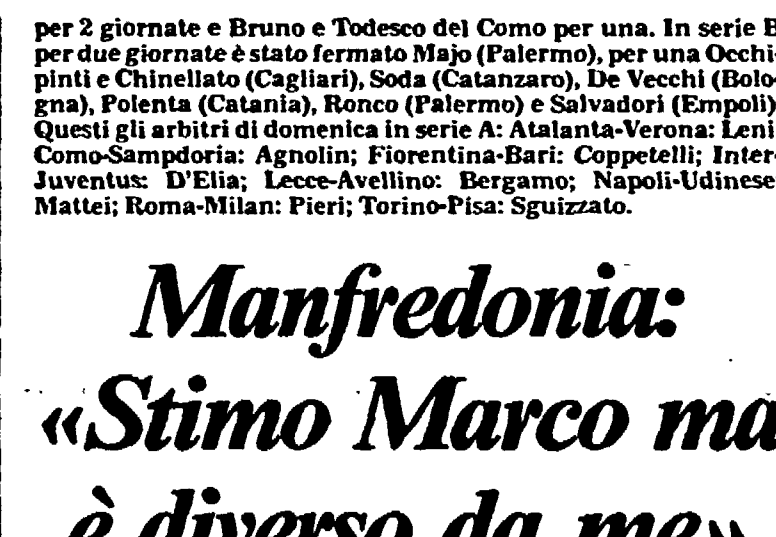 per 2 giornate e Bruno e Todesco del Como per una. In serie B
per due giornate è stato fermato Majo (Palermo), per una Occhi-
pinti e Chinellato (Cagliari), Soda (Catanzaro), De Vecchi (Bolo-
gna), Polenta (Catania), Ronco (Palermo) e Salvadori (Empoli)
Questi gli arbitri di domenica in serie A: Atalanta-Verona: Leni
Como-Sampdoria: Agnolin; Fiorentina-Bari: Coppetelli; Inter-
Juventus: D'Elia; Lecce-Avellino: Bergamo; Napoli-Udinese
Mattei; Roma-Milan: Pieri; Torino-Pisa: Sguizzato.
Manfredonia:
«Stimo Marco ma
è diverso da me»